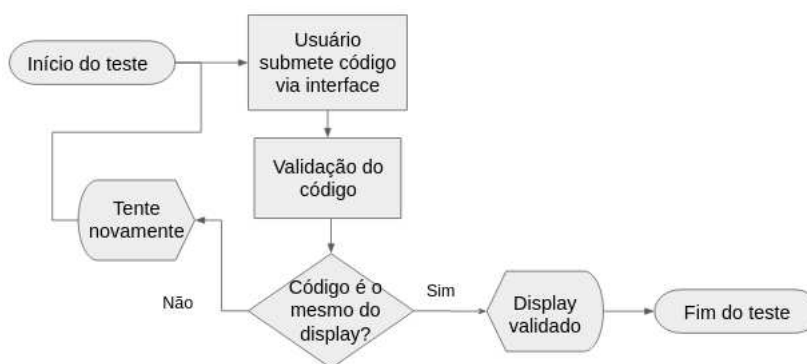 Início do teste
Usuário
submete código
via interface
Validação do
código
Tente
novamente
Código é o
mesmo do
display?
Não
Sim
Display
validado
Fim do teste